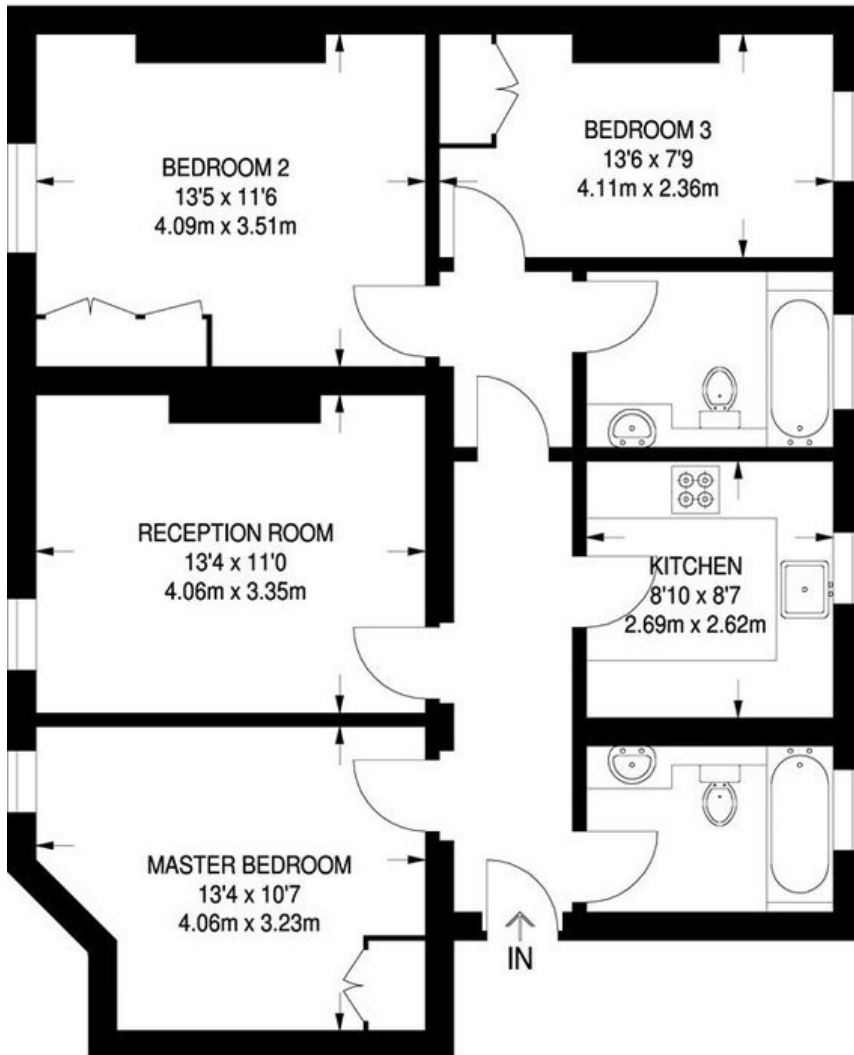 BEDROOM 2
13'5 x 11'6
4.09m x 3.51m
BEDROOM 3
13'6 x 7'9
4.11m x 2.36m
RECEPTION ROOM
13'4 x 11'0
4.06m x 3.35m
KITCHEN
8'10 x 8'7
2.69m x 2.62m
MASTER BEDROOM
13'4 x 10'7
4.06m x 3.23m
IN